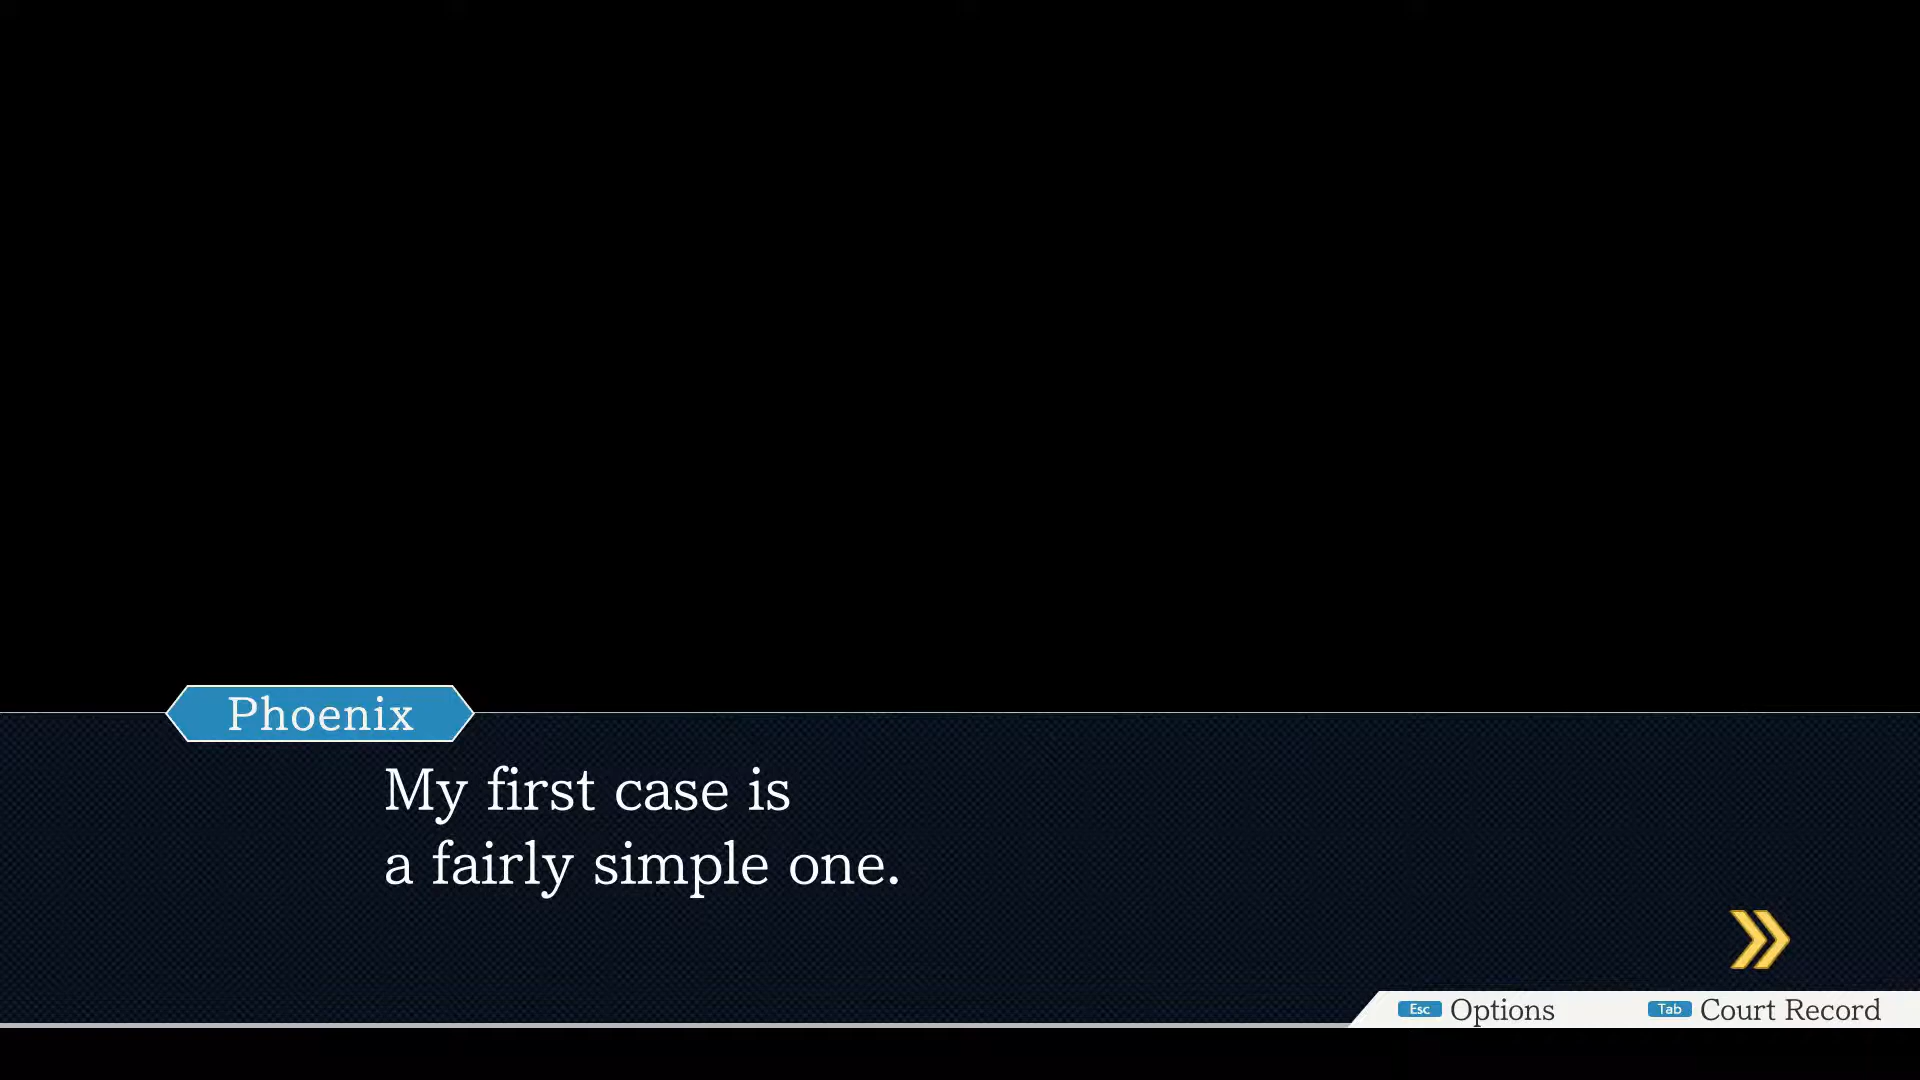 Phoenix
My first case is
a fairly simple one.
Esc Options Tab Court Record